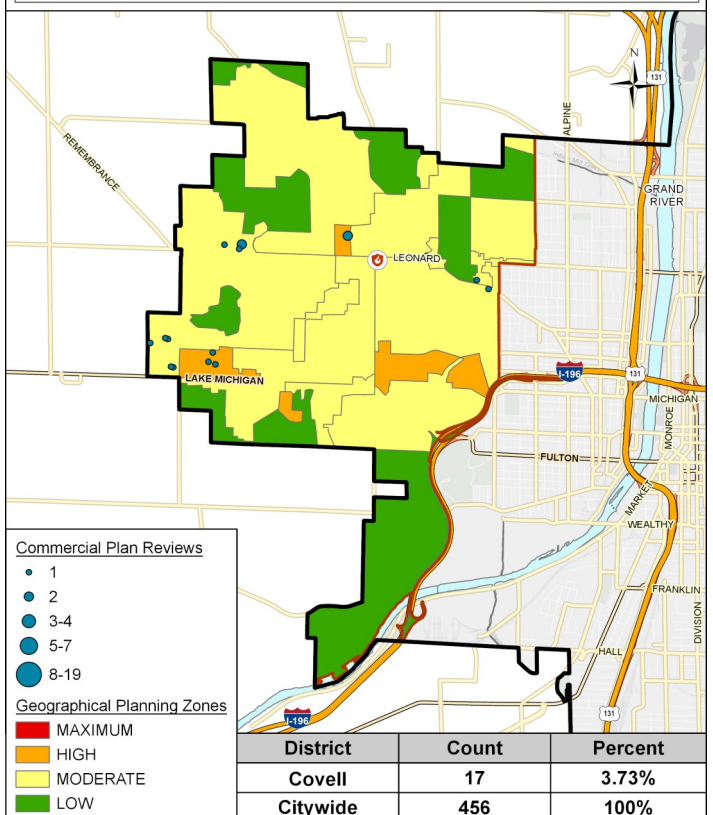 N
131
ALPINE
REMEMBRANCE
GRAND
RIVER
LEONARD
I-196
131
LAKE MICHIGAN
MICHIGAN
MONROE
FULTON
MARKET
WEALTHY
FRANKLIN
DIVISION
HALL
I-196
131
Commercial Plan Reviews
1
2
3-4
5-7
8-19
Geographical Planning Zones
MAXIMUM
HIGH
MODERATE
LOW
District Count Percent
Covell 17 3.73%
Citywide 456 100%